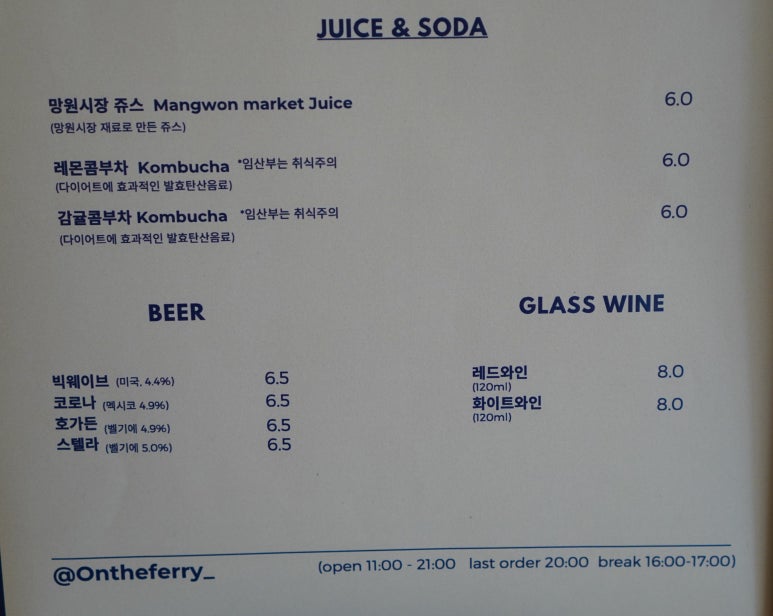 JUICE & SODA
망원시장 쥬스 Mangwon market Juice 6.0
(망원시장 재료로 만든 쥬스)
레몬콤부차 Kombucha *임산부는 취식주의 6.0
(다이어트에 효과적인 발효탄산음료)
감귤콤부차 Kombucha *임산부는 취식주의 6.0
(다이어트에 효과적인 발효탄산음료)
BEER
빅웨이브 (미국. 4.4%) 6.5
코로나 (멕시코 4.9%) 6.5
호가든 (벨기에 4.9%) 6.5
스텔라 (벨기에 5.0%) 6.5
GLASS WINE
레드와인 8.0
(120ml)
화이트와인 8.0
(120ml)
@Ontheferry_ (open 11:00 - 21:00 last order 20:00 break 16:00-17:00)